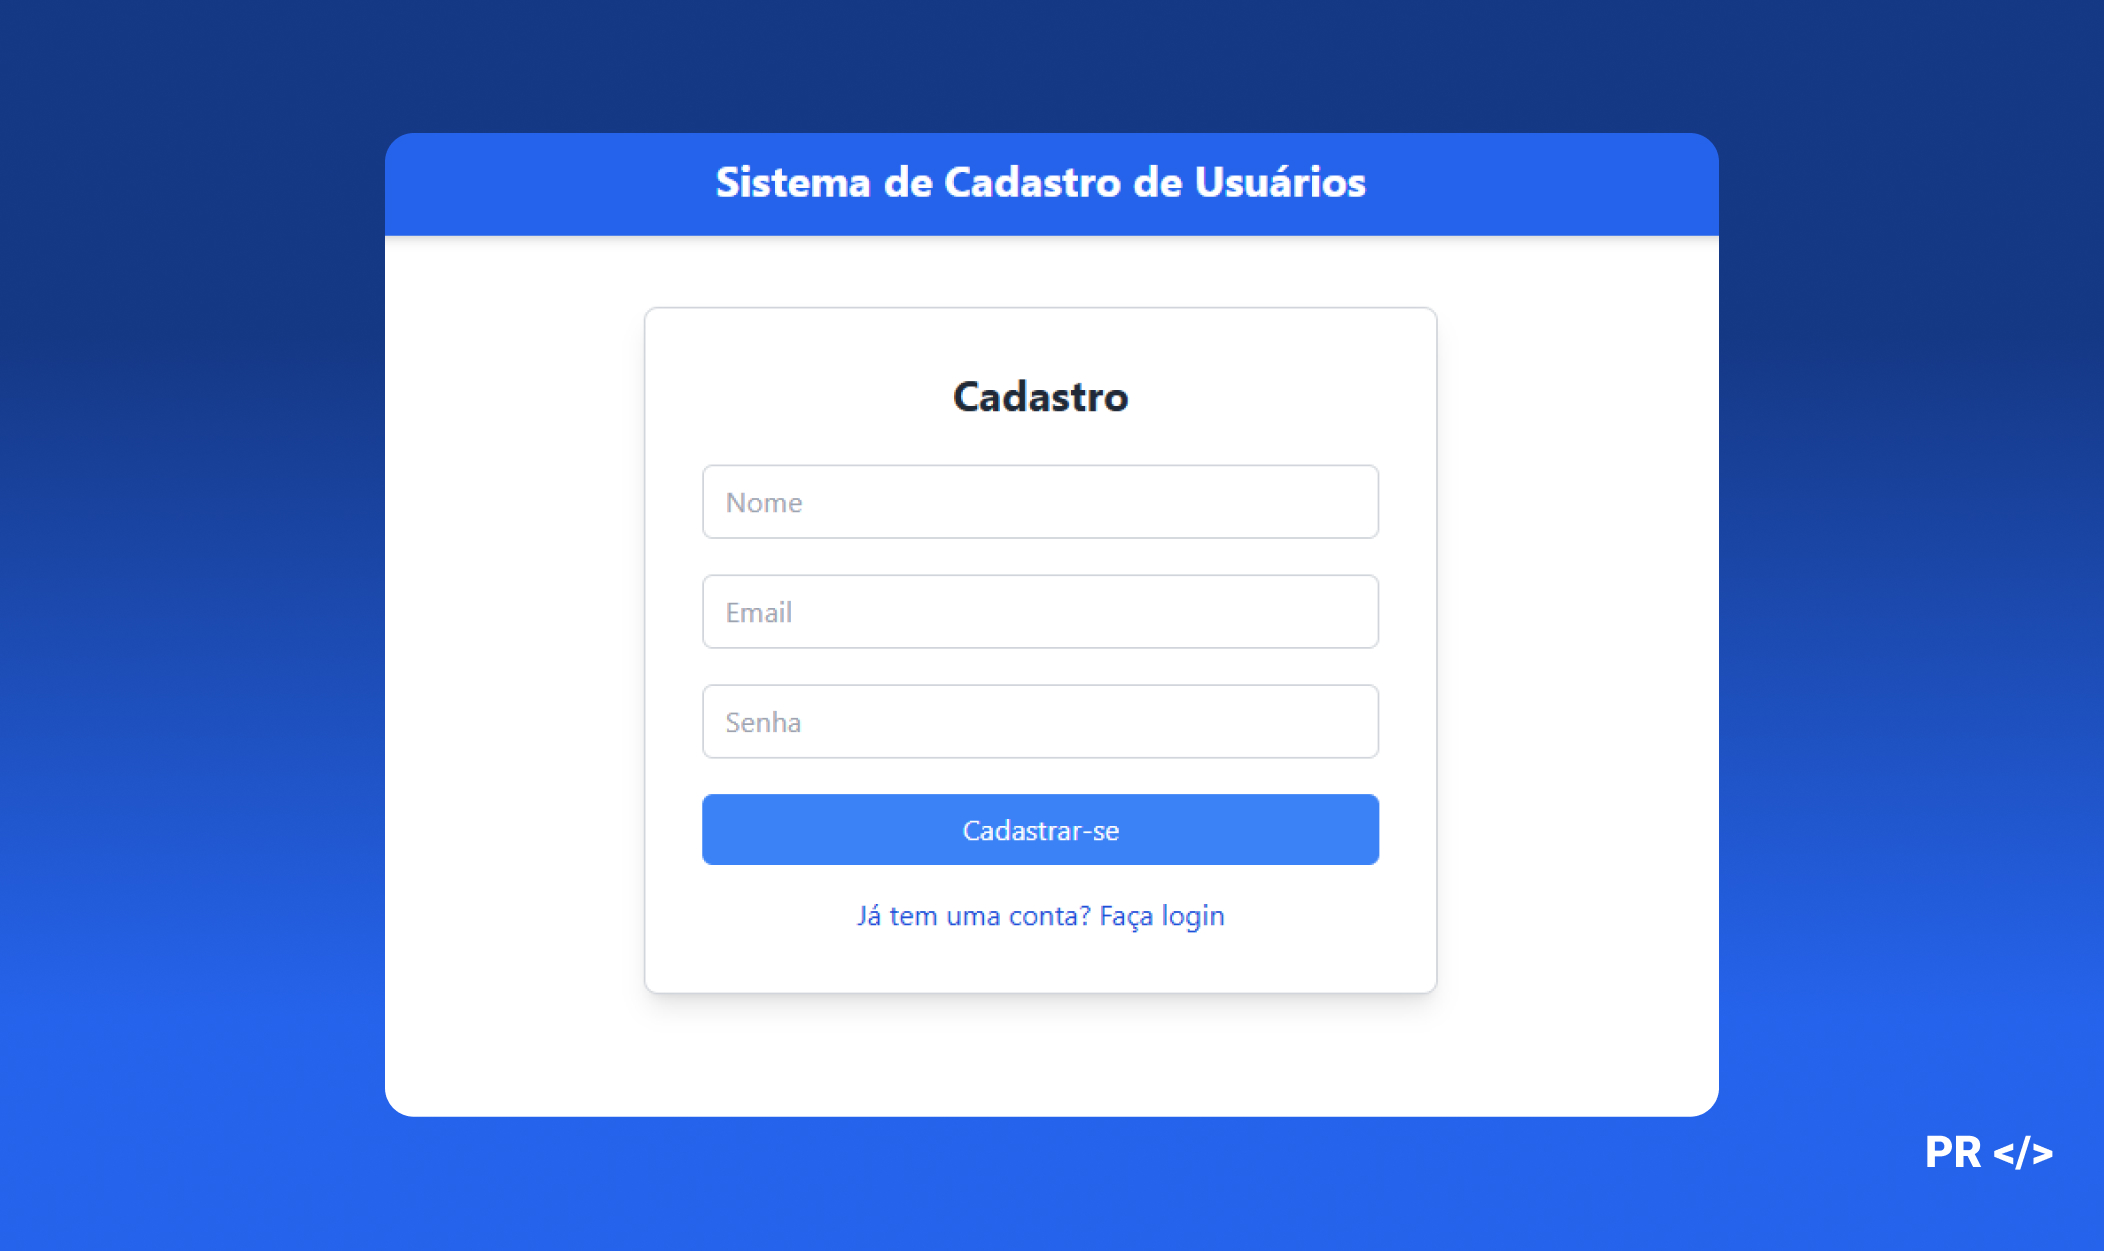 Sistema de Cadastro de Usuários
Cadastro
Nome
Email
Senha
Cadastrar-se
Já tem uma conta? Faça login
PR </>